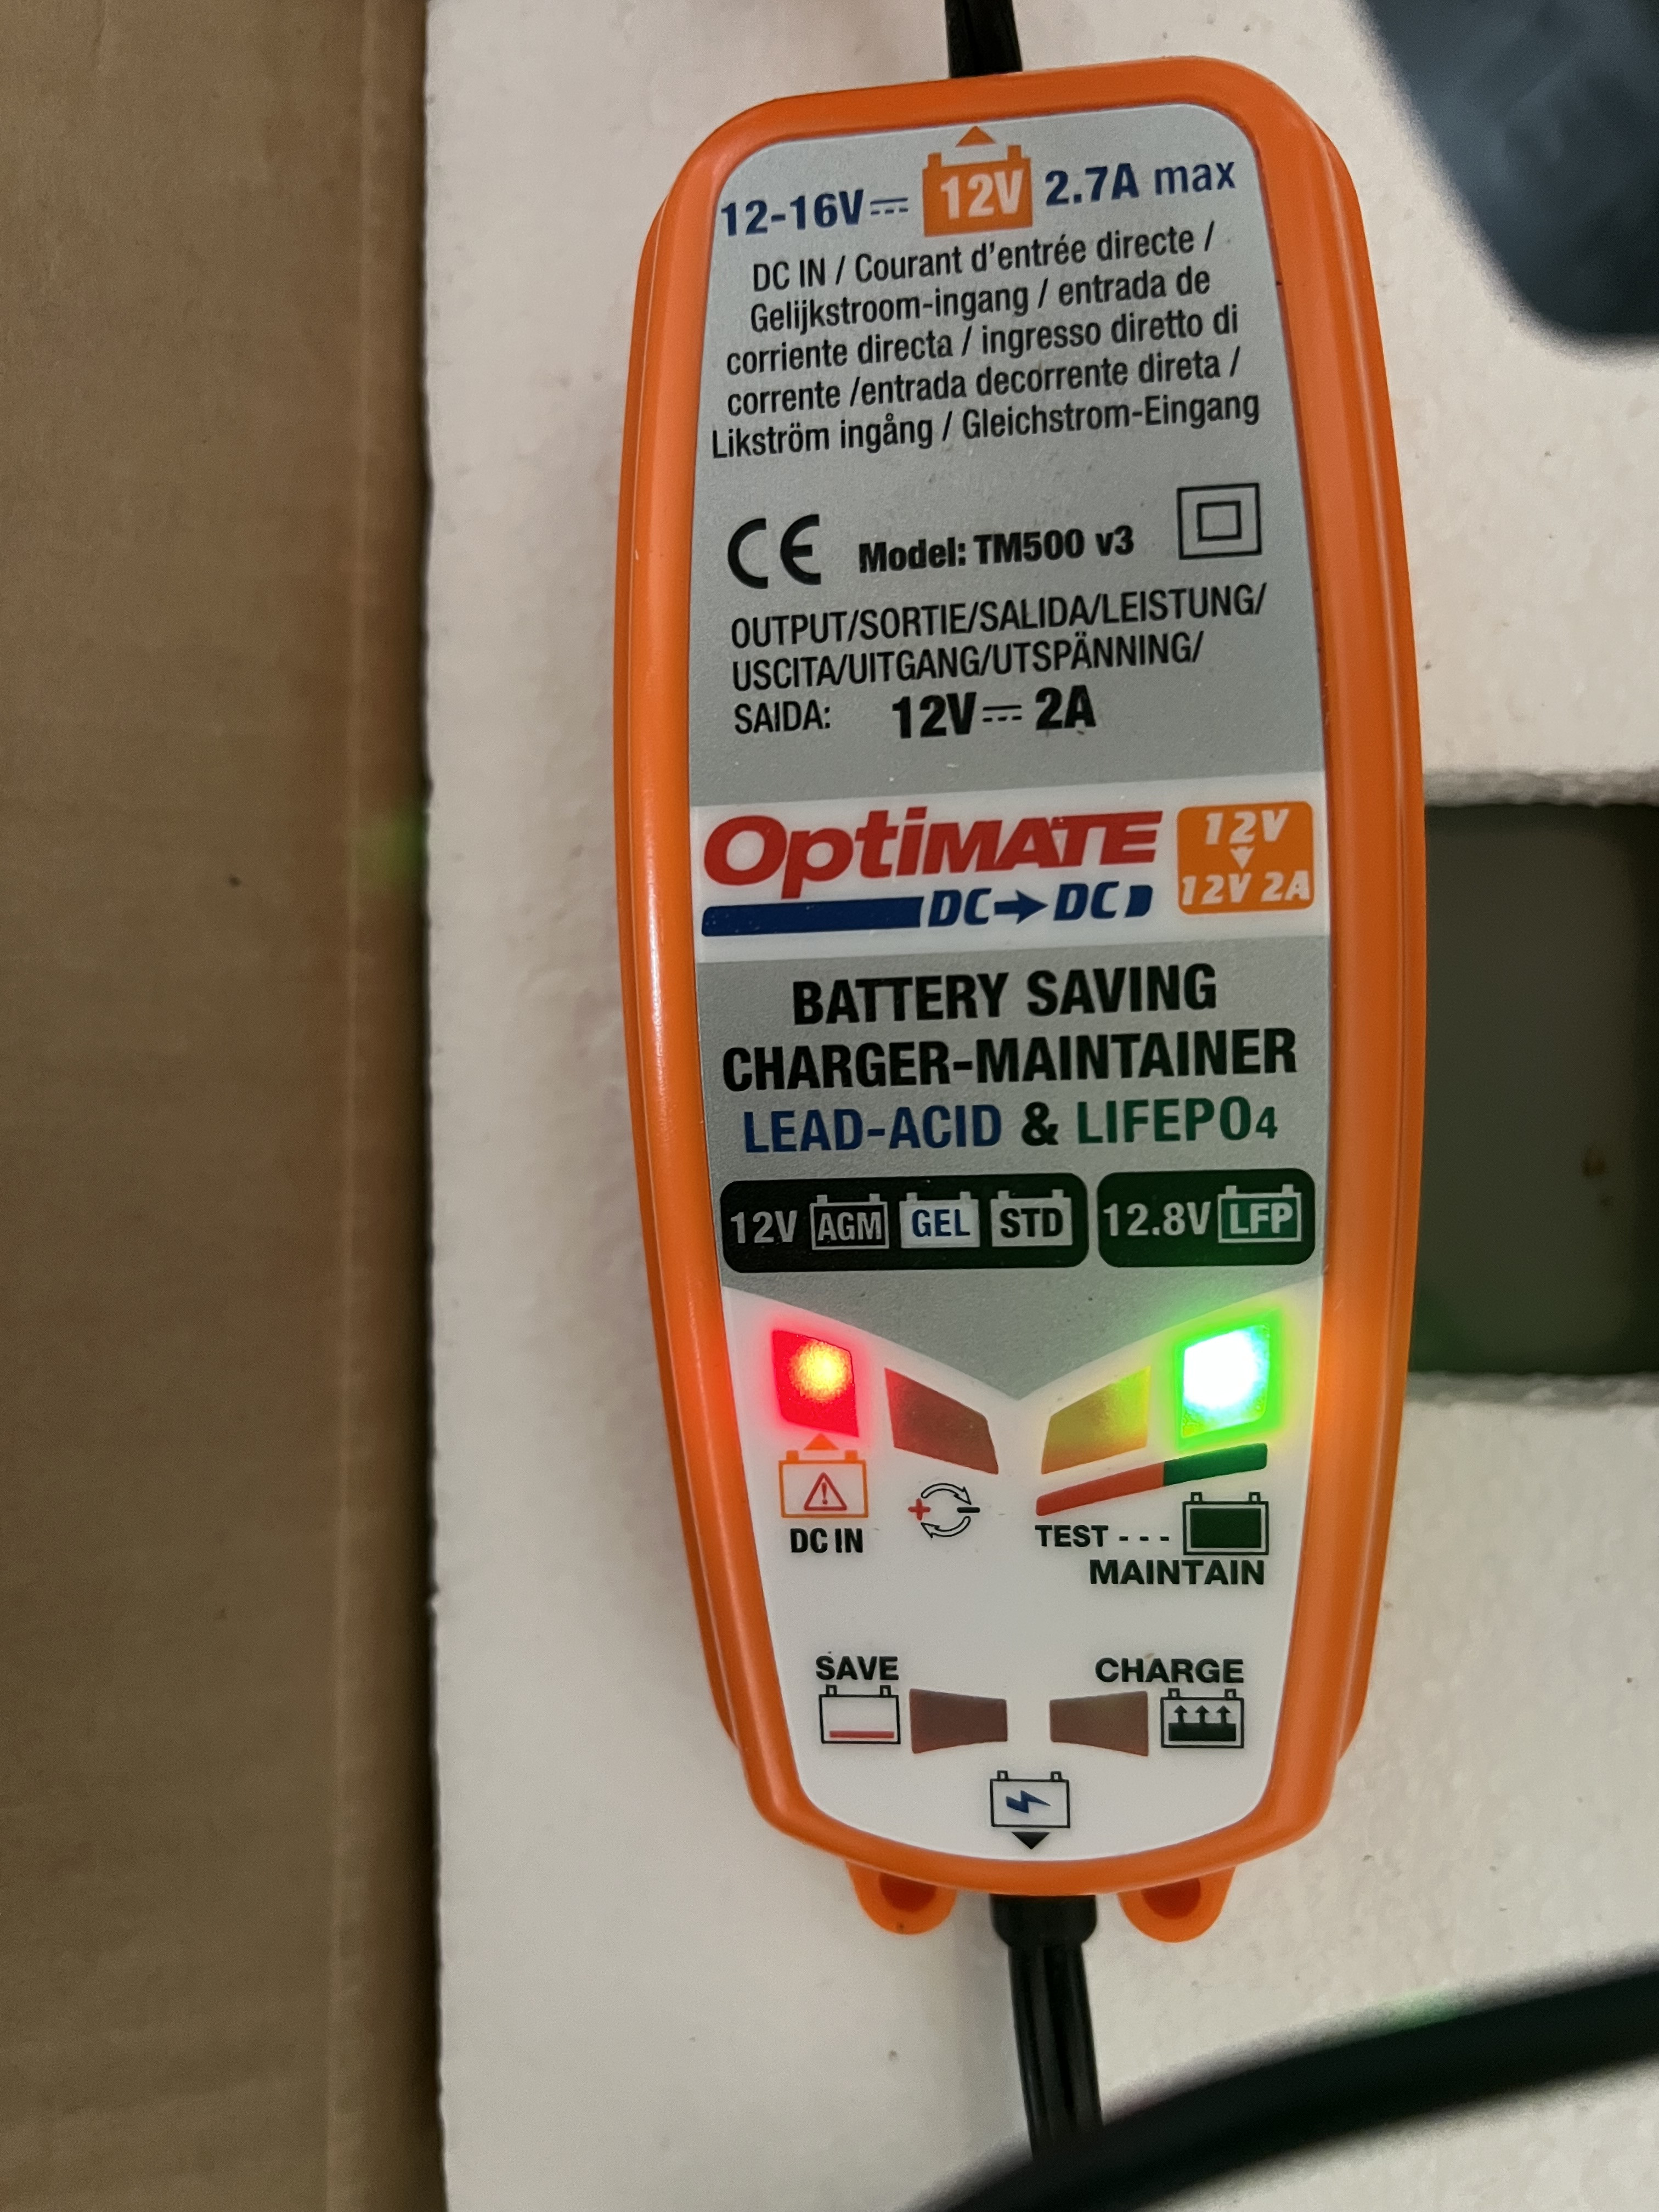 12-16V 12V 2.7A max
DC IN / Courant d'entrée directe /
Gelijkstroom-ingang / entrada de
corriente directa / ingresso diretto di
corrente /entrada decorrente direta /
Likström ingång / Gleichstrom-Eingang
CE Model: TM500 v3
OUTPUT/SORTIE/SALIDA/LEISTUNG/
USCITA/UITGANG/UTSPÄNNING/
SAIDA: 12V 2A
OptiMATE 12V
DC→DC 12V 2A
BATTERY SAVING
CHARGER-MAINTAINER
LEAD-ACID & LIFEPO4
12V AGM GEL STD 12.8V LFP
DC IN + - TEST - - -
MAINTAIN
SAVE CHARGE